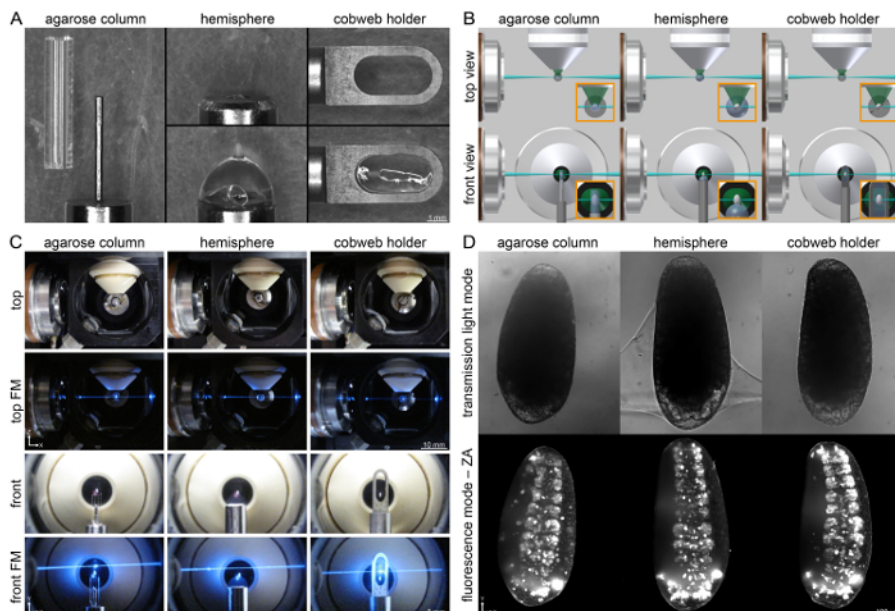 A
agarose column hemisphere cobweb holder
1 mm
B
agarose column hemisphere cobweb holder
top view
front view
C
agarose column hemisphere cobweb holder
top
top FM
x
10 mm
front
front FM
D
agarose column hemisphere cobweb holder
transmission light mode
fluorescence mode – ZA